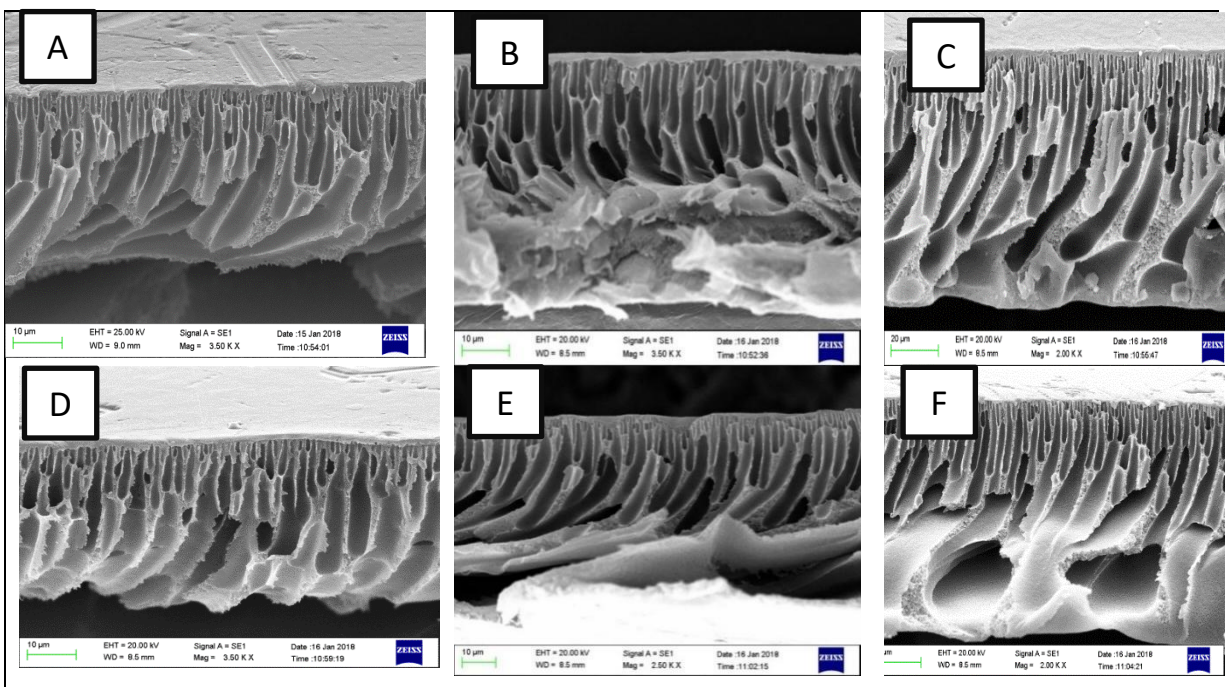 A
B
C
10 µm
EHT = 25.00 kV
Signal A = SE1
Date :15 Jan 2018
WD = 9.0 mm
Mag = 3.50 K X
Time :10:54:01
ZEISS
10 µm
EHT = 20.00 kV
Signal A = SE1
Date :16 Jan 2018
WD = 8.5 mm
Mag = 3.50 K X
Time :10:52:36
ZEISS
20 µm
EHT = 20.00 kV
Signal A = SE1
Date :16 Jan 2018
WD = 8.5 mm
Mag = 2.00 K X
Time :10:55:47
ZEISS
D
E
F
10 µm
EHT = 20.00 kV
Signal A = SE1
Date :16 Jan 2018
WD = 8.5 mm
Mag = 3.50 K X
Time :10:59:19
ZEISS
10 µm
EHT = 20.00 kV
Signal A = SE1
Date :16 Jan 2018
WD = 8.5 mm
Mag = 2.50 K X
Time :11:02:15
ZEISS
µm
EHT = 20.00 kV
Signal A = SE1
Date :16 Jan 2018
WD = 8.5 mm
Mag = 2.00 K X
Time :11:04:21
ZEISS